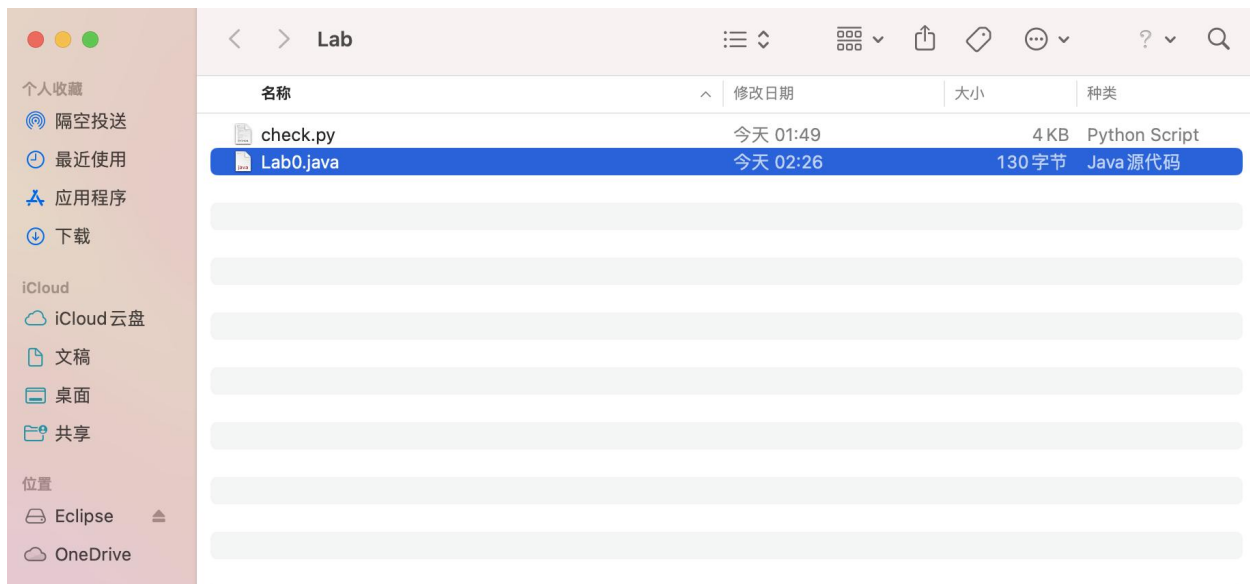 Lab
个人收藏
隔空投送
最近使用
应用程序
下载
iCloud
iCloud云盘
文稿
桌面
共享
位置
Eclipse
OneDrive
名称 修改日期 大小 种类
check.py 今天 01:49 4 KB Python Script
Lab0.java 今天 02:26 130字节 Java源代码